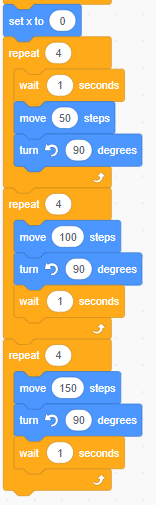 set x to 0
repeat 4
wait 1 seconds
move 50 steps
turn 90 degrees
repeat 4
move 100 steps
turn 90 degrees
wait 1 seconds
repeat 4
move 150 steps
turn 90 degrees
wait 1 seconds